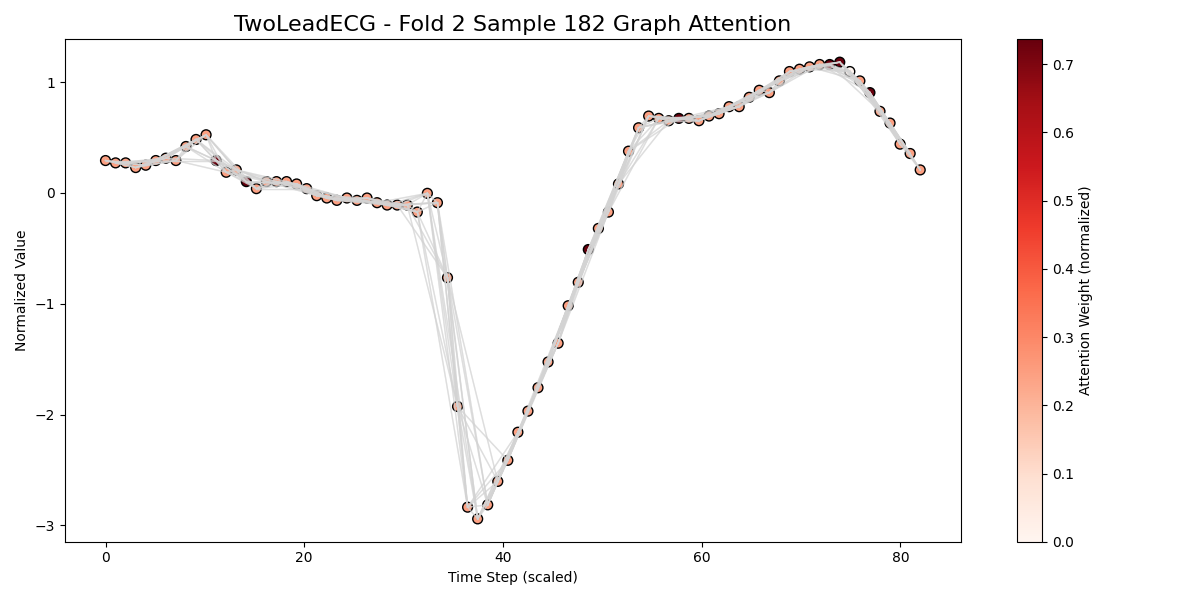 TwoLeadECG - Fold 2 Sample 182 Graph Attention
Normalized Value
1
0
−1
−2
−3
0 20 40 60 80
Time Step (scaled)
0.7
0.6
0.5
0.4
0.3
0.2
0.1
0.0
Attention Weight (normalized)